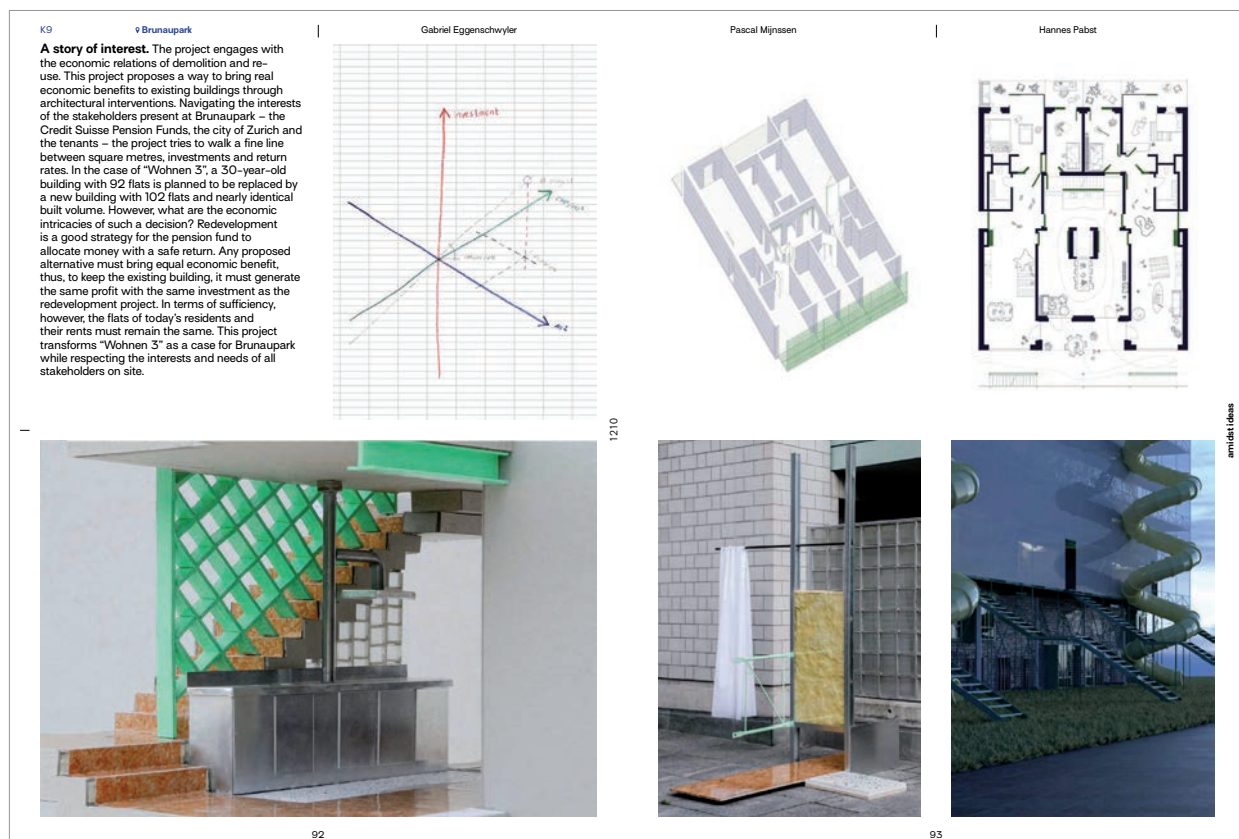 K9
Brunaupark
Gabriel Eggenschwyler
Pascal Mijnssen
Hannes Pabst
A story of interest. The project engages with
the economic relations of demolition and re-
use. This project proposes a way to bring real
economic benefits to existing buildings through
architectural interventions. Navigating the interests
of the stakeholders present at Brunaupark – the
Credit Suisse Pension Funds, the city of Zurich and
the tenants – the project tries to walk a fine line
between square metres, investments and return
rates. In the case of “Wohnen 3”, a 30-year-old
building with 92 flats is planned to be replaced by
a new building with 102 flats and nearly identical
built volume. However, what are the economic
intricacies of such a decision? Redevelopment
is a good strategy for the pension fund to
allocate money with a safe return. Any proposed
alternative must bring equal economic benefit,
thus, to keep the existing building, it must generate
the same profit with the same investment as the
redevelopment project. In terms of sufficiency,
however, the flats of today’s residents and
their rents must remain the same. This project
transforms “Wohnen 3” as a case for Brunaupark
while respecting the interests and needs of all
stakeholders on site.
investment
m2
1210
amidst ideas
92
93